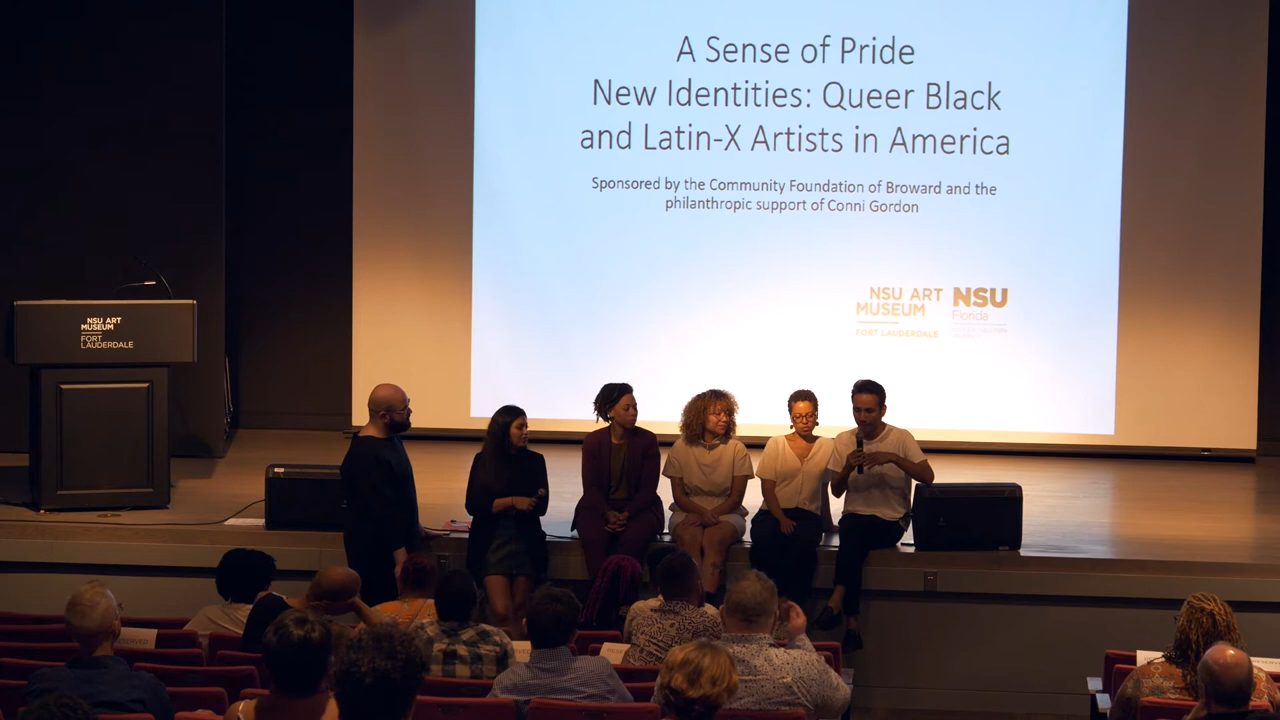 A Sense of Pride
New Identities: Queer Black
and Latin-X Artists in America
Sponsored by the Community Foundation of Broward and the
philanthropic support of Conni Gordon
NSU ART
MUSEUM
FORT LAUDERDALE
NSU
Florida
NSU ART
MUSEUM
FORT
LAUDERDALE